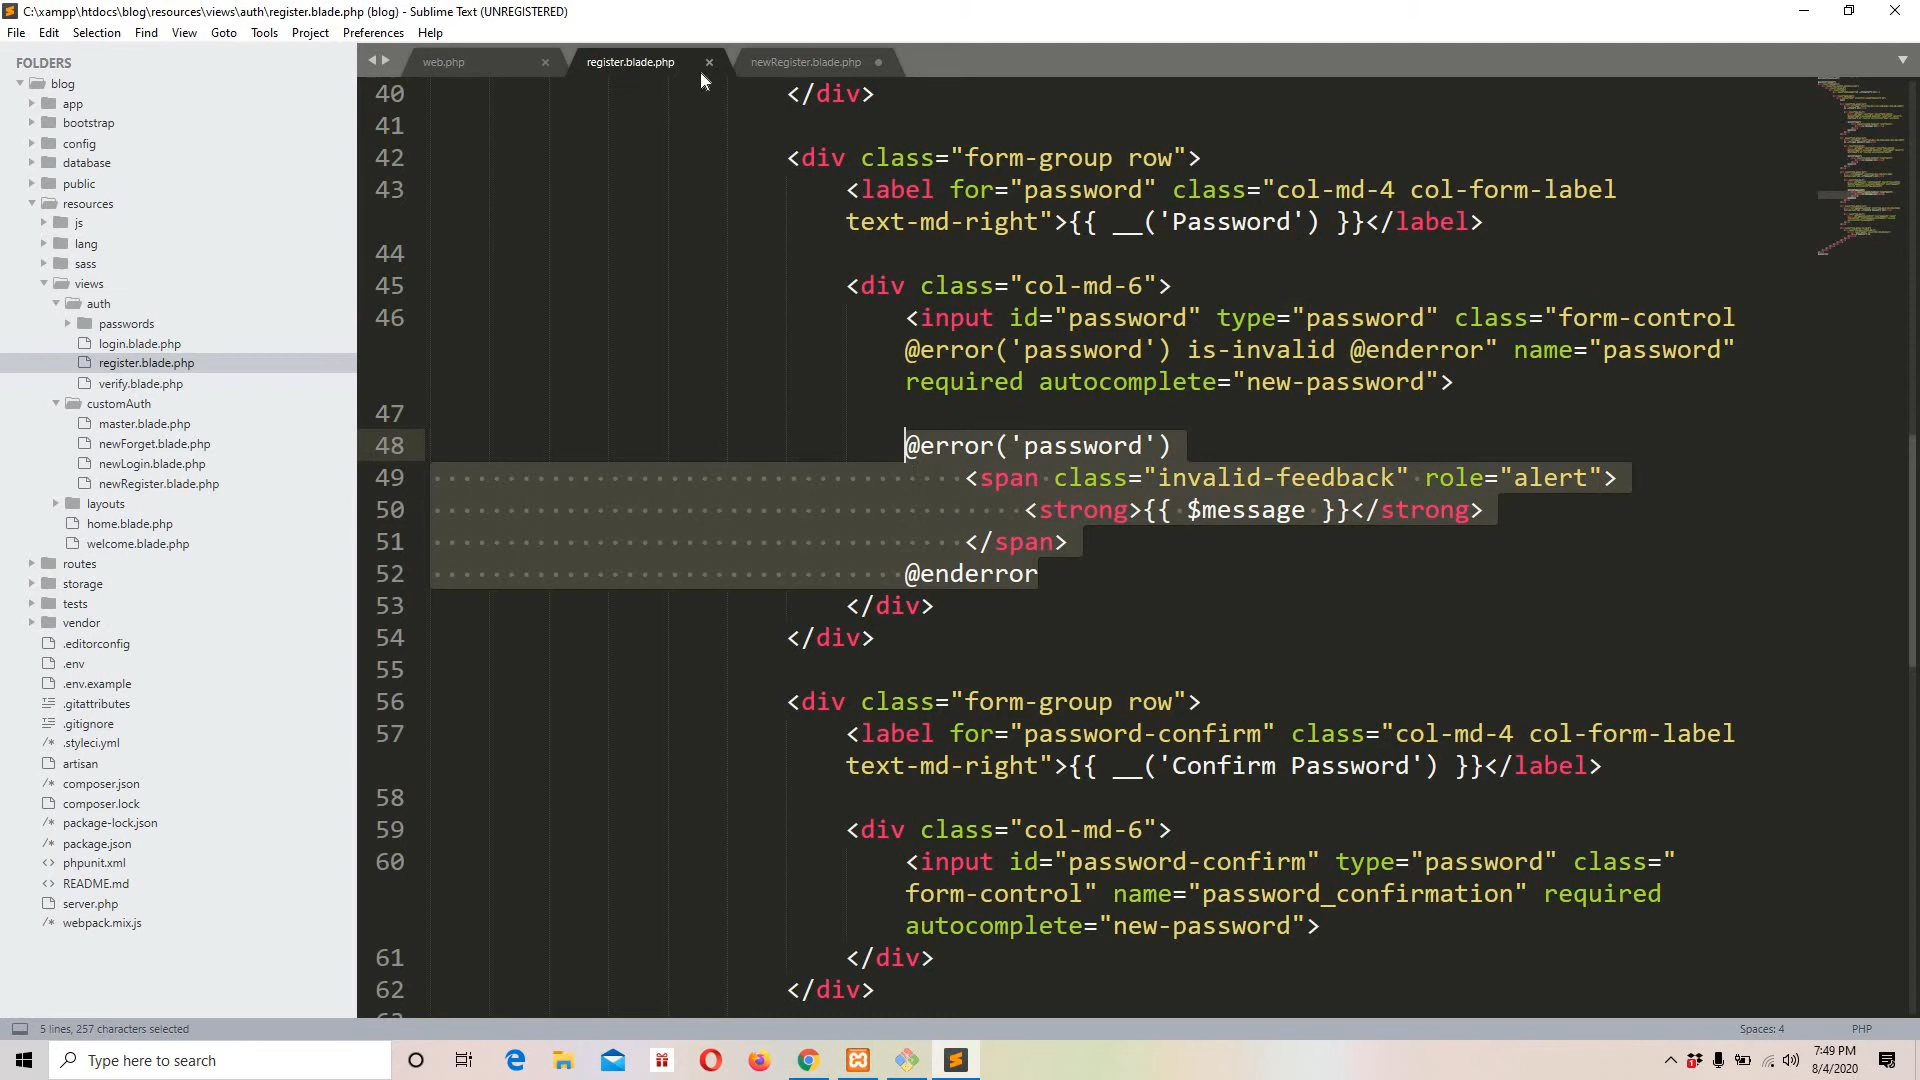 C:\xampp\htdocs\blog\resources\views\auth\register.blade.php (blog) - Sublime Text (UNREGISTERED)
File Edit Selection Find View Goto Tools Project Preferences Help
FOLDERS
blog
app
bootstrap
config
database
public
resources
js
lang
sass
views
auth
passwords
login.blade.php
register.blade.php
verify.blade.php
customAuth
master.blade.php
newForget.blade.php
newLogin.blade.php
newRegister.blade.php
layouts
home.blade.php
welcome.blade.php
routes
storage
tests
vendor
.editorconfig
.env
.env.example
.gitattributes
.gitignore
.styleci.yml
artisan
composer.json
composer.lock
package-lock.json
package.json
phpunit.xml
README.md
server.php
webpack.mix.js
web.php register.blade.php newRegister.blade.php
40 </div>
41
42 <div class="form-group row">
43 <label for="password" class="col-md-4 col-form-label
text-md-right">{{ __('Password') }}</label>
44
45 <div class="col-md-6">
46 <input id="password" type="password" class="form-control
@error('password') is-invalid @enderror" name="password"
required autocomplete="new-password">
47
48 @error('password')
49 <span class="invalid-feedback" role="alert">
50 <strong>{{ $message }}</strong>
51 </span>
52 @enderror
53 </div>
54 </div>
55
56 <div class="form-group row">
57 <label for="password-confirm" class="col-md-4 col-form-label
text-md-right">{{ __('Confirm Password') }}</label>
58
59 <div class="col-md-6">
60 <input id="password-confirm" type="password" class="
form-control" name="password_confirmation" required
autocomplete="new-password">
61 </div>
62 </div>
5 lines, 257 characters selected
Spaces: 4 PHP
Type here to search
7:49 PM
8/4/2020